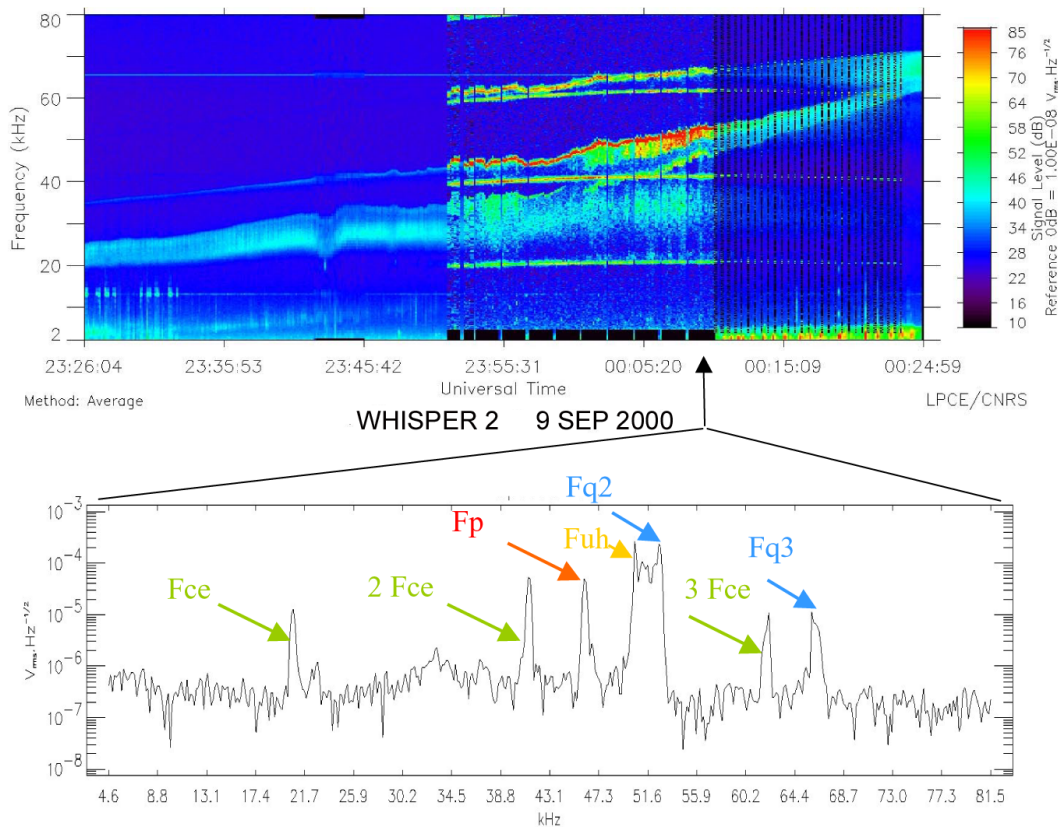 80
60
40
20
2
Frequency (kHz)
23:26:04 23:35:53 23:45:42 23:55:31 00:05:20 00:15:09 00:24:59
Universal Time
Method: Average
LPCE/CNRS
85
76
70
64
58
52
46
40
34
28
22
16
10
Signal Level (dB)
Reference 0dB = 1.00E-08 Vrms.Hz-1/2
WHISPER 2 9 SEP 2000
10-3
10-4
10-5
10-6
10-7
10-8
Vrms.Hz-1/2
Fce
2 Fce
Fp
Fuh
Fq2
3 Fce
Fq3
4.6 8.8 13.1 17.4 21.7 25.9 30.2 34.5 38.8 43.1 47.3 51.6 55.9 60.2 64.4 68.7 73.0 77.3 81.5
kHz